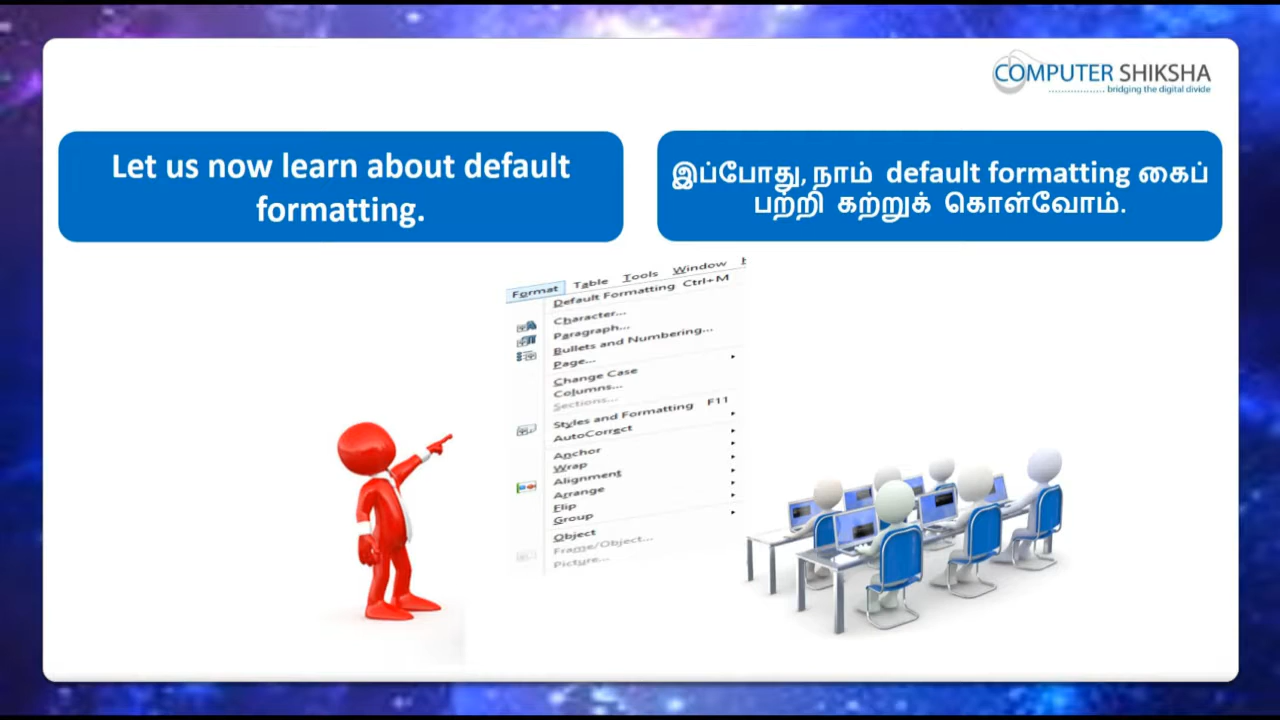 COMPUTER SHIKSHA
bridging the digital divide
Let us now learn about default
formatting.
இப்போது, நாம் default formatting கைப்
பற்றி கற்றுக் கொள்வோம்.
Format Table Tools Window
Default Formatting Ctrl+M
Character...
Paragraph...
Bullets and Numbering...
Page...
Change Case
Columns...
Sections...
Styles and Formatting F11
AutoCorrect
Anchor
Wrap
Alignment
Arrange
Flip
Group
Object
Frame/Object...
Picture...